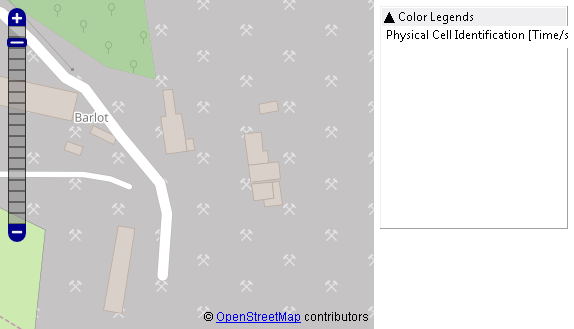 Color Legends
Physical Cell Identification [Time/s
Barlot
© OpenStreetMap contributors